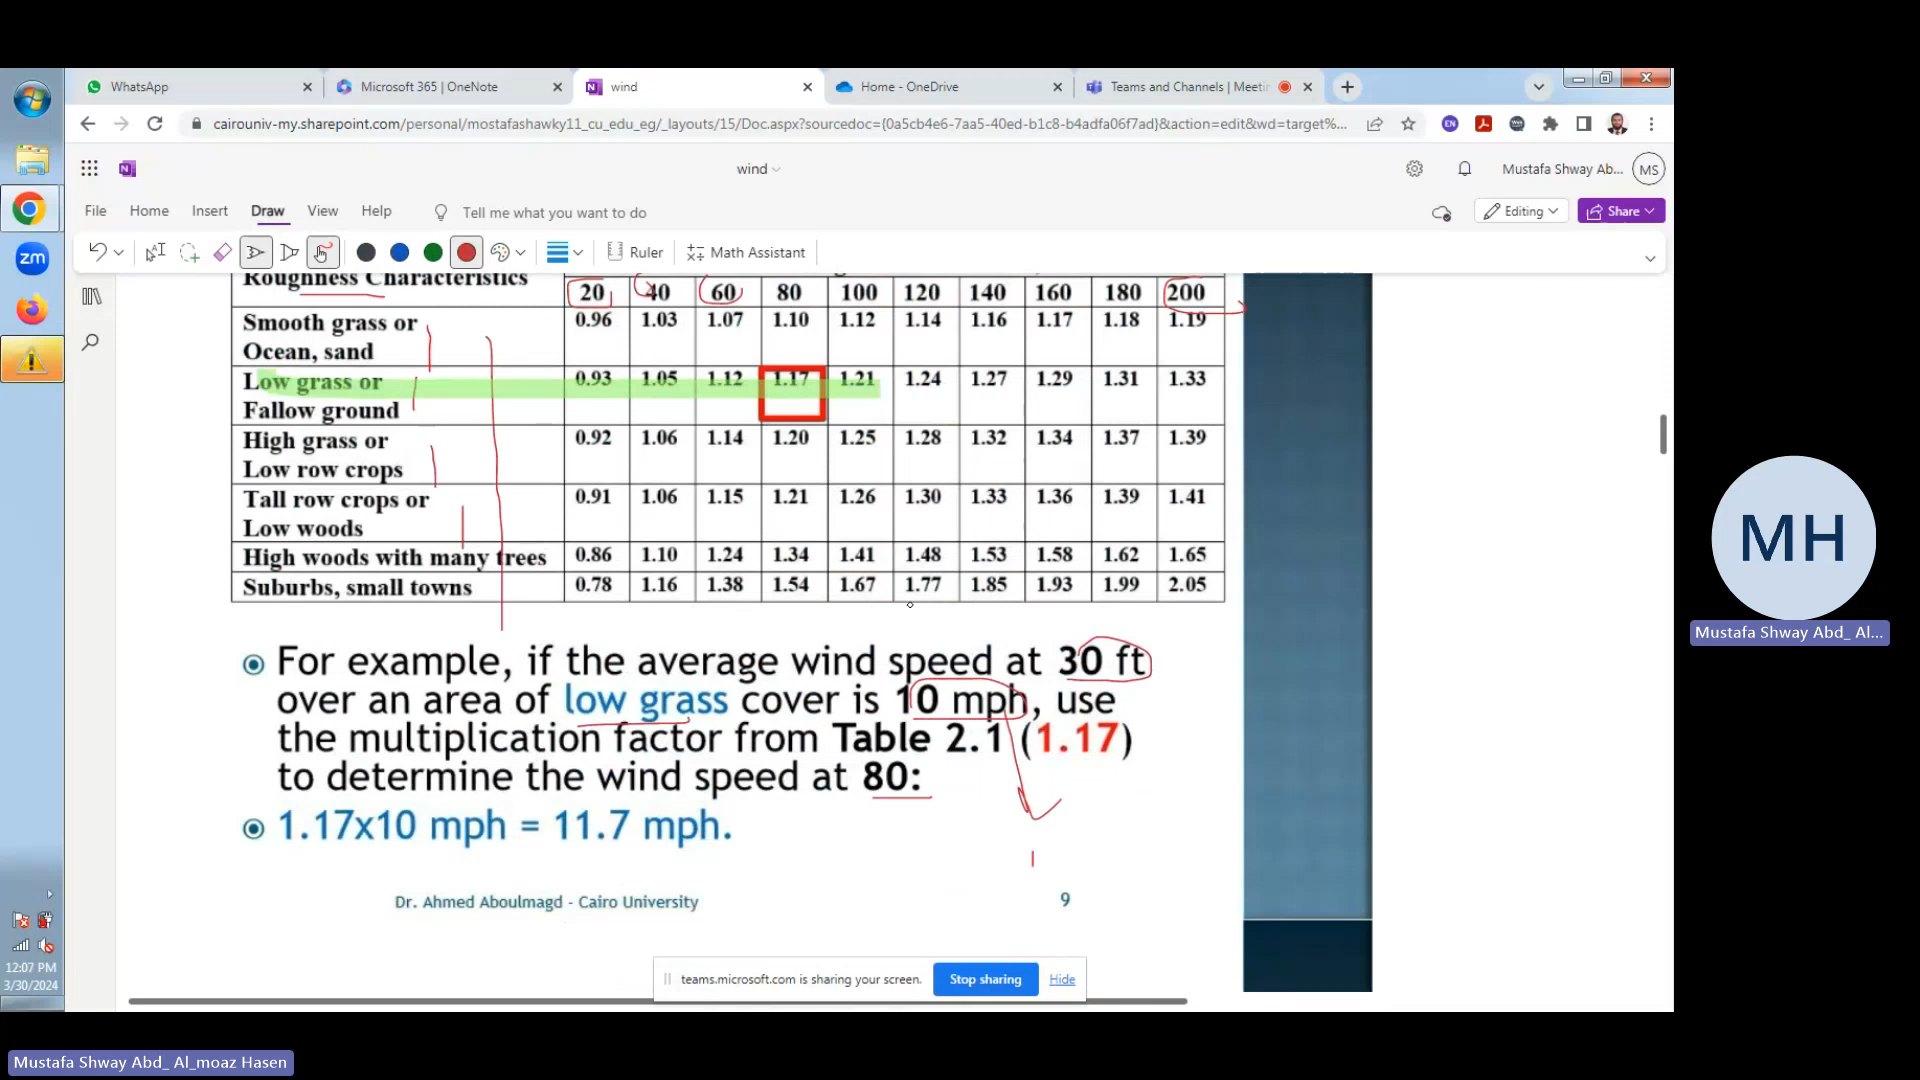 WhatsApp
Microsoft 365 | OneNote
wind
Home - OneDrive
Teams and Channels | Meetin
cairouniv-my.sharepoint.com/personal/mostafashawky11_cu_edu_eg/_layouts/15/Doc.aspx?sourcedoc={0a5cb4e6-7aa5-40ed-b1c8-b4adfa06f7ad}&action=edit&wd=target%...
EN
wind
Mustafa Shway Ab... MS
File Home Insert Draw View Help Tell me what you want to do Editing Share
Ruler Math Assistant
zm
Roughness Characteristics
20 40 60 80 100 120 140 160 180 200
Smooth grass or 0.96 1.03 1.07 1.10 1.12 1.14 1.16 1.17 1.18 1.19
Ocean, sand
Low grass or 0.93 1.05 1.12 1.17 1.21 1.24 1.27 1.29 1.31 1.33
Fallow ground
High grass or 0.92 1.06 1.14 1.20 1.25 1.28 1.32 1.34 1.37 1.39
Low row crops
Tall row crops or 0.91 1.06 1.15 1.21 1.26 1.30 1.33 1.36 1.39 1.41
Low woods
High woods with many trees 0.86 1.10 1.24 1.34 1.41 1.48 1.53 1.58 1.62 1.65
Suburbs, small towns 0.78 1.16 1.38 1.54 1.67 1.77 1.85 1.93 1.99 2.05
For example, if the average wind speed at 30 ft
over an area of low grass cover is 10 mph, use
the multiplication factor from Table 2.1 (1.17)
to determine the wind speed at 80:
1.17x10 mph = 11.7 mph.
Dr. Ahmed Aboulmagd - Cairo University 9
teams.microsoft.com is sharing your screen. Stop sharing Hide
12:07 PM
3/30/2024
MH
Mustafa Shway Abd_ Al...
Mustafa Shway Abd_ Al_moaz Hasen